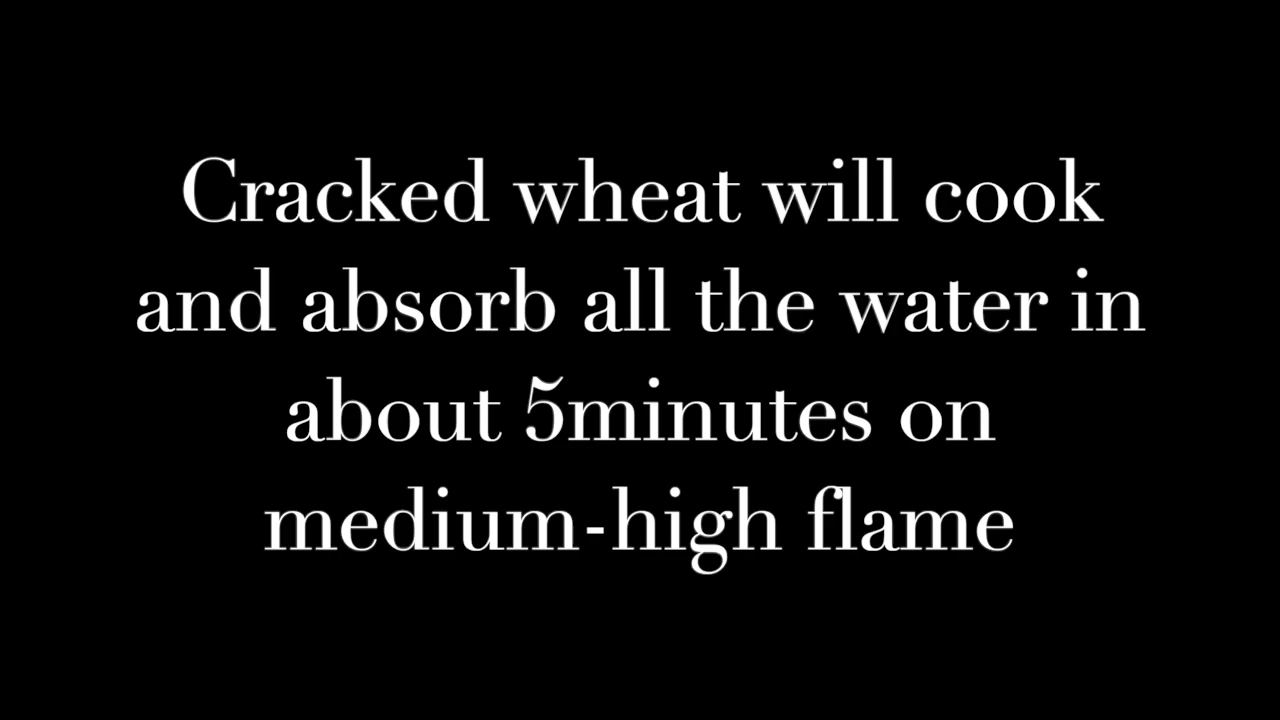 Cracked wheat will cook
and absorb all the water in
about 5minutes on
medium-high flame